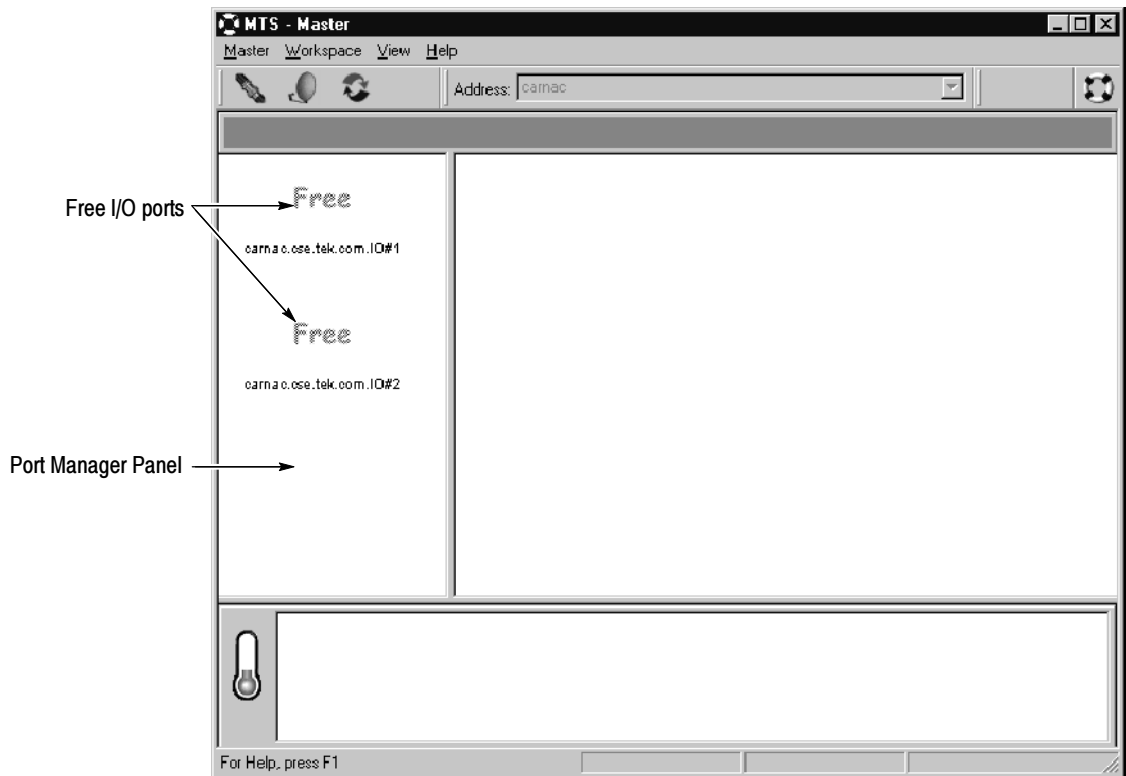 MTS - Master
Master Workspace View Help
Address: carnac
Free
Free I/O ports
carnac.cse.tek.com.IO#1
Free
carnac.cse.tek.com.IO#2
Port Manager Panel
For Help, press F1